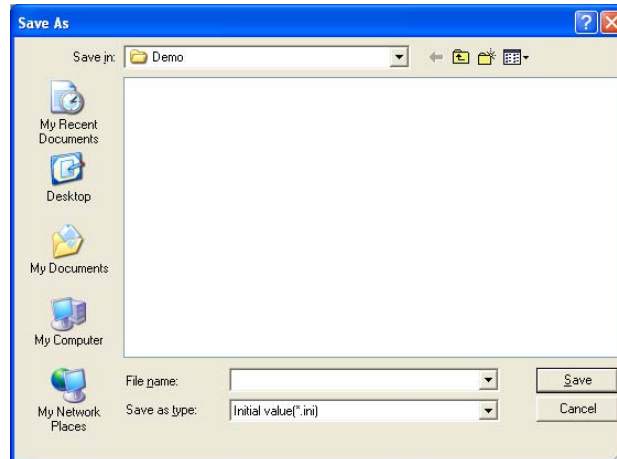 Save As
Save in:
Demo
My Recent
Documents
Desktop
My Documents
My Computer
My Network
Places
File name:
Save
Save as type:
Initial value(*.ini)
Cancel